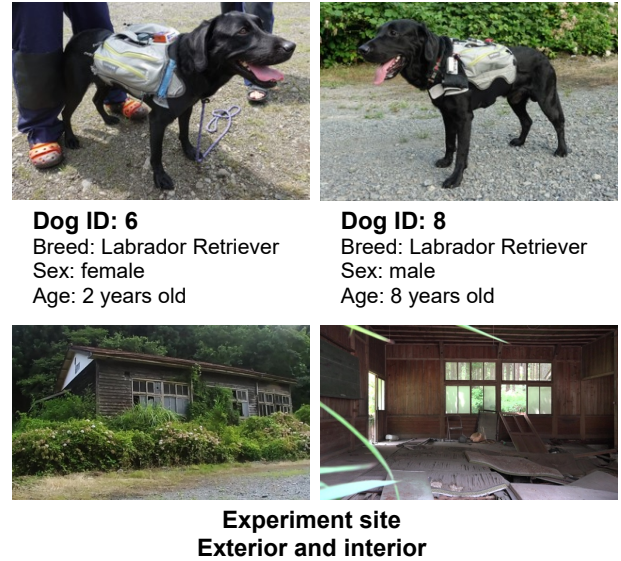 Dog ID: 6
Breed: Labrador Retriever
Sex: female
Age: 2 years old
Dog ID: 8
Breed: Labrador Retriever
Sex: male
Age: 8 years old
Experiment site
Exterior and interior